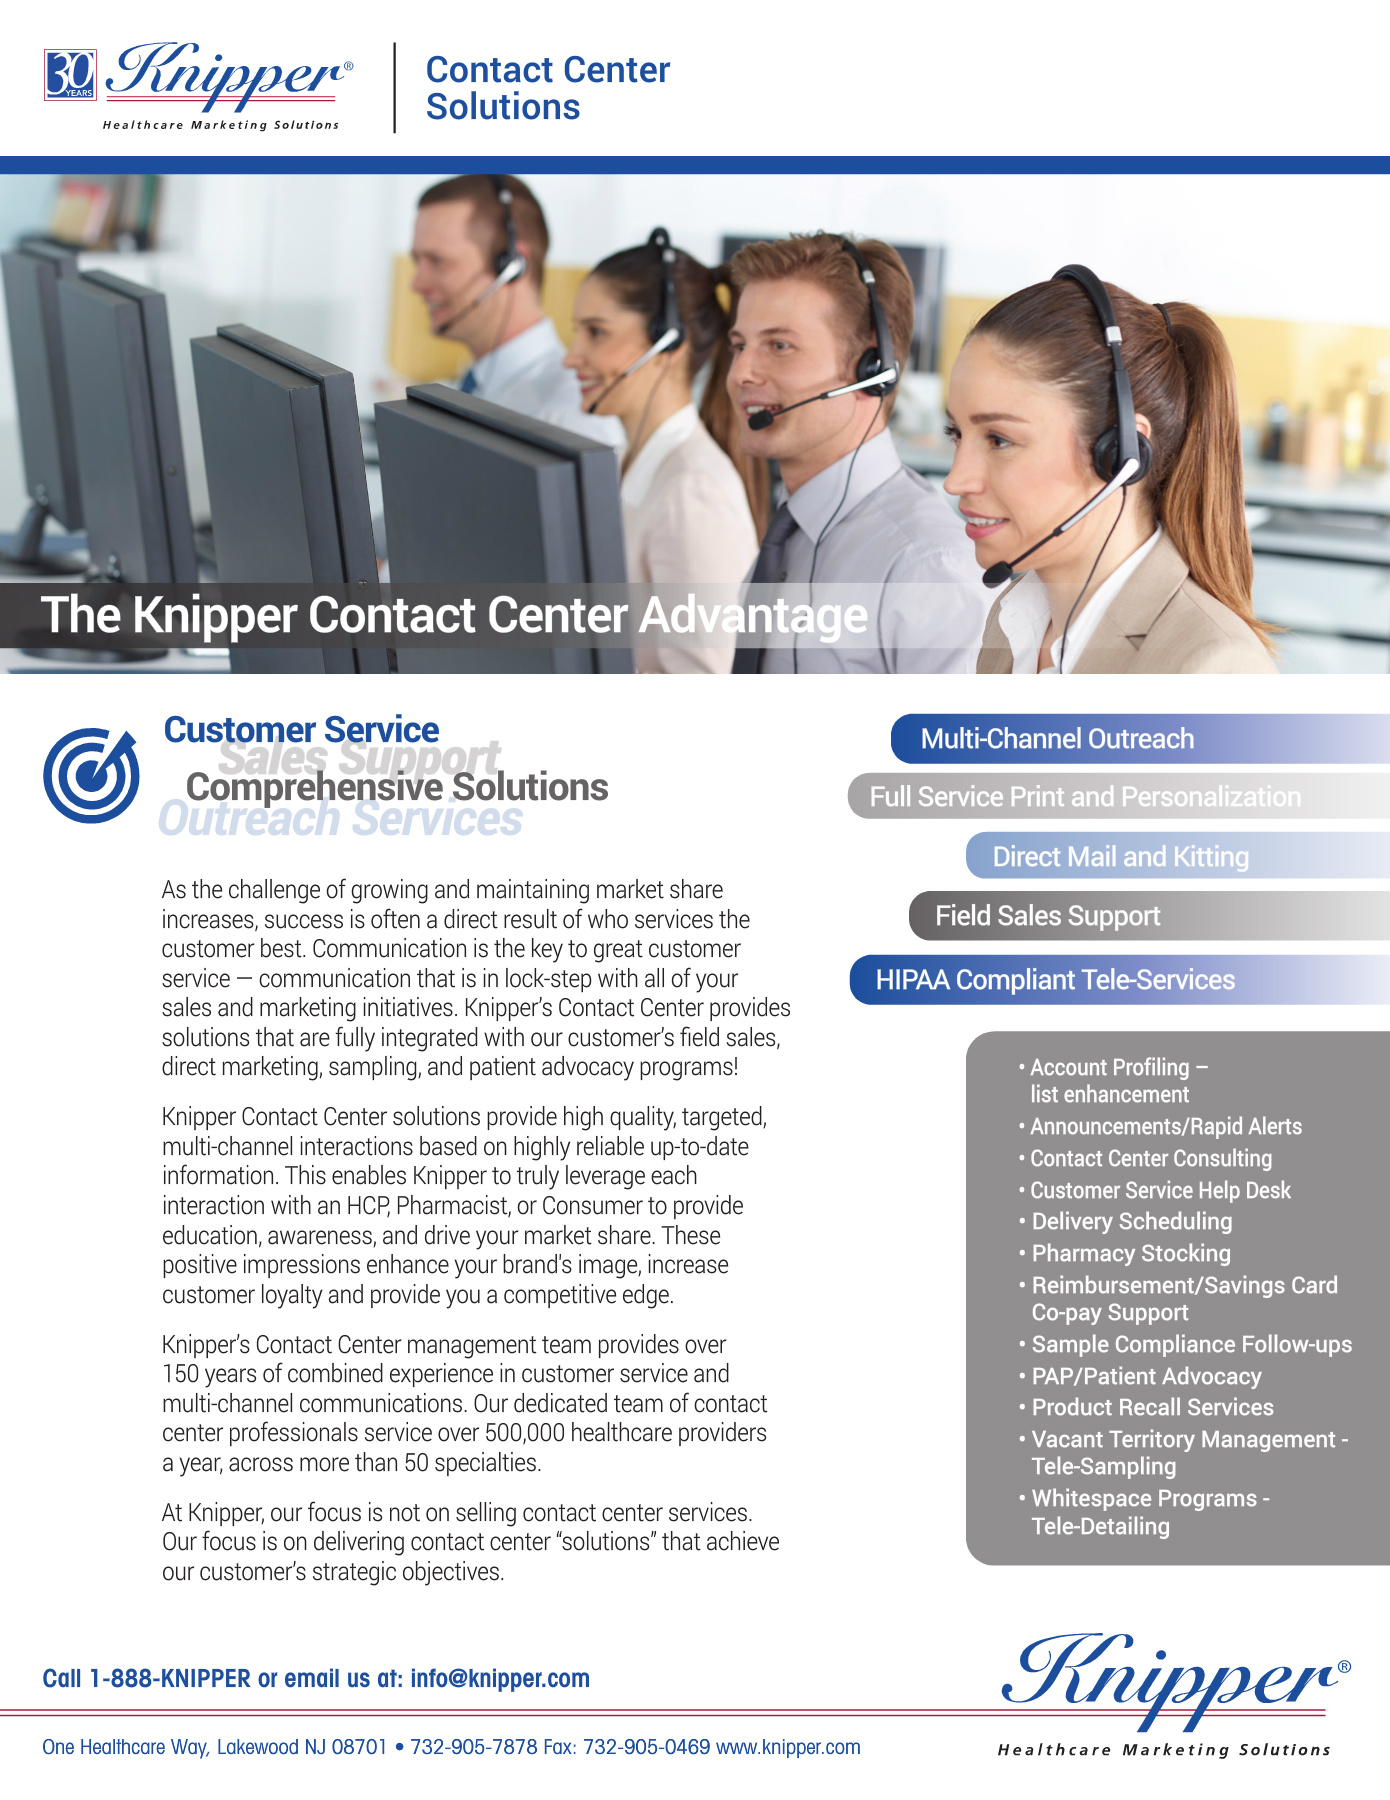 30
YEARS
Knipper®
Healthcare Marketing Solutions
Contact Center
Solutions
The Knipper Contact Center Advantage
Customer Service
Sales Support
Comprehensive Solutions
Outreach Services
As the challenge of growing and maintaining market share
increases, success is often a direct result of who services the
customer best. Communication is the key to great customer
service — communication that is in lock-step with all of your
sales and marketing initiatives. Knipper’s Contact Center provides
solutions that are fully integrated with our customer’s field sales,
direct marketing, sampling, and patient advocacy programs!
Knipper Contact Center solutions provide high quality, targeted,
multi-channel interactions based on highly reliable up-to-date
information. This enables Knipper to truly leverage each
interaction with an HCP, Pharmacist, or Consumer to provide
education, awareness, and drive your market share. These
positive impressions enhance your brand's image, increase
customer loyalty and provide you a competitive edge.
Knipper’s Contact Center management team provides over
150 years of combined experience in customer service and
multi-channel communications. Our dedicated team of contact
center professionals service over 500,000 healthcare providers
a year, across more than 50 specialties.
At Knipper, our focus is not on selling contact center services.
Our focus is on delivering contact center “solutions” that achieve
our customer’s strategic objectives.
Multi-Channel Outreach
Full Service Print and Personalization
Direct Mail and Kitting
Field Sales Support
HIPAA Compliant Tele-Services
• Account Profiling –
list enhancement
• Announcements/Rapid Alerts
• Contact Center Consulting
• Customer Service Help Desk
• Delivery Scheduling
• Pharmacy Stocking
• Reimbursement/Savings Card
Co-pay Support
• Sample Compliance Follow-ups
• PAP/Patient Advocacy
• Product Recall Services
• Vacant Territory Management -
Tele-Sampling
• Whitespace Programs -
Tele-Detailing
Call 1-888-KNIPPER or email us at: info@knipper.com
One Healthcare Way, Lakewood NJ 08701 • 732-905-7878 Fax: 732-905-0469 www.knipper.com
Knipper®
Healthcare Marketing Solutions